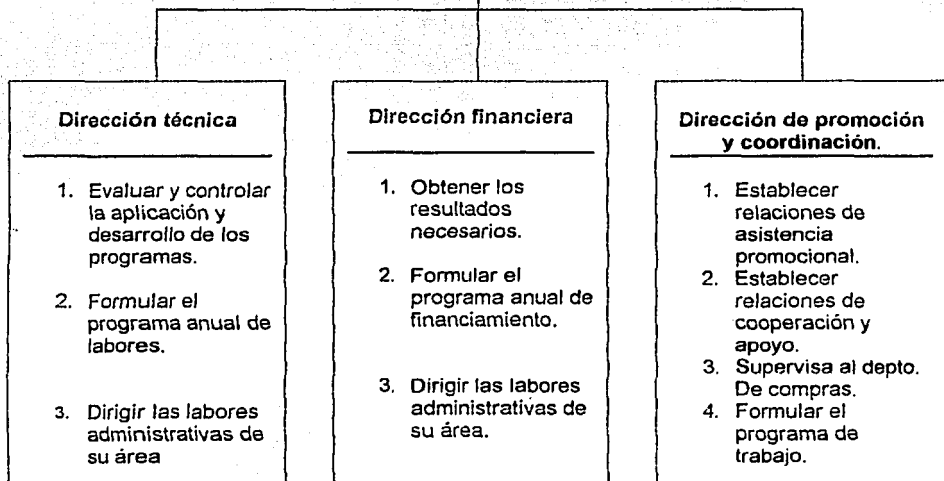 Dirección técnica
1. Evaluar y controlar
la aplicación y
desarrollo de los
programas.
2. Formular el
programa anual de
labores.
3. Dirigir las labores
administrativas de
su área
Dirección financiera
1. Obtener los
resultados
necesarios.
2. Formular el
programa anual de
financiamiento.
3. Dirigir las labores
administrativas de
su área.
Dirección de promoción
y coordinación.
1. Establecer
relaciones de
asistencia
promocional.
2. Establecer
relaciones de
cooperación y
apoyo.
3. Supervisa al depto.
De compras.
4. Formular el
programa de
trabajo.